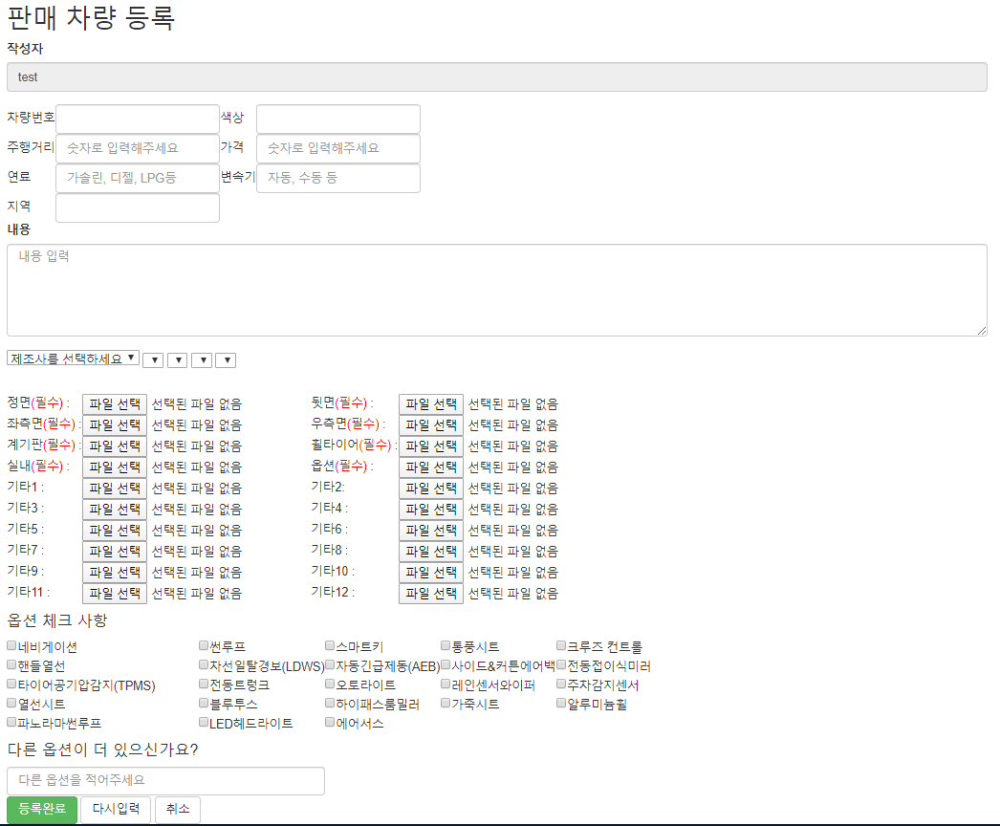 판매 차량 등록
작성자
test
차량번호 색상
주행거리 숫자로 입력해주세요 가격 숫자로 입력해주세요
연료 가솔린, 디젤, LPG등 변속기 자동, 수동 등
지역
내용
내용 입력
제조사를 선택하세요
정면(필수) : 파일 선택 선택된 파일 없음 뒷면(필수) : 파일 선택 선택된 파일 없음
좌측면(필수) : 파일 선택 선택된 파일 없음 우측면(필수) : 파일 선택 선택된 파일 없음
계기판(필수) : 파일 선택 선택된 파일 없음 휠타이어(필수) : 파일 선택 선택된 파일 없음
실내(필수) : 파일 선택 선택된 파일 없음 옵션(필수) : 파일 선택 선택된 파일 없음
기타1 : 파일 선택 선택된 파일 없음 기타2: 파일 선택 선택된 파일 없음
기타3 : 파일 선택 선택된 파일 없음 기타4 : 파일 선택 선택된 파일 없음
기타5 : 파일 선택 선택된 파일 없음 기타6 : 파일 선택 선택된 파일 없음
기타7 : 파일 선택 선택된 파일 없음 기타8 : 파일 선택 선택된 파일 없음
기타9 : 파일 선택 선택된 파일 없음 기타10 : 파일 선택 선택된 파일 없음
기타11 : 파일 선택 선택된 파일 없음 기타12 : 파일 선택 선택된 파일 없음
옵션 체크 사항
네비게이션 썬루프 스마트키 통풍시트 크루즈 컨트롤
핸들열선 차선일탈경보(LDWS) 자동긴급제동(AEB) 사이드&커튼에어백 전동접이식미러
타이어공기압감지(TPMS) 전동트렁크 오토라이트 레인센서와이퍼 주차감지센서
열선시트 블루투스 하이패스룸밀러 가죽시트 알루미늄휠
파노라마썬루프 LED헤드라이트 에어서스
다른 옵션이 더 있으신가요?
다른 옵션을 적어주세요
등록완료 다시입력 취소